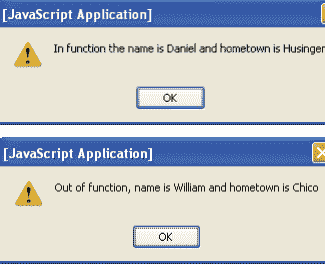 [JavaScript Application]
In function the name is Daniel and hometown is Husinger
OK
[JavaScript Application]
Out of function, name is William and hometown is Chico
OK